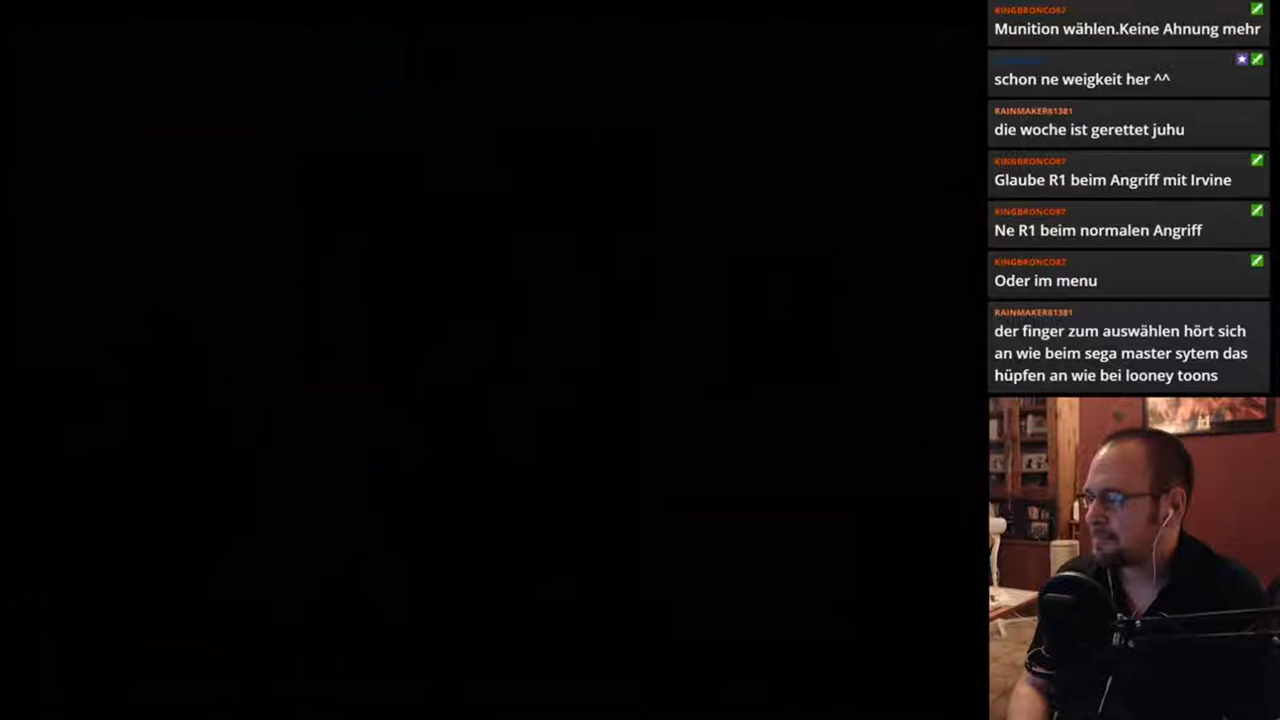 KINGBRONCO87
Munition wählen.Keine Ahnung mehr
schon ne weigkeit her ^^
RAINMAKER81381
die woche ist gerettet juhu
KINGBRONCO87
Glaube R1 beim Angriff mit Irvine
KINGBRONCO87
Ne R1 beim normalen Angriff
KINGBRONCO87
Oder im menu
RAINMAKER81381
der finger zum auswählen hört sich
an wie beim sega master sytem das
hüpfen an wie bei looney toons